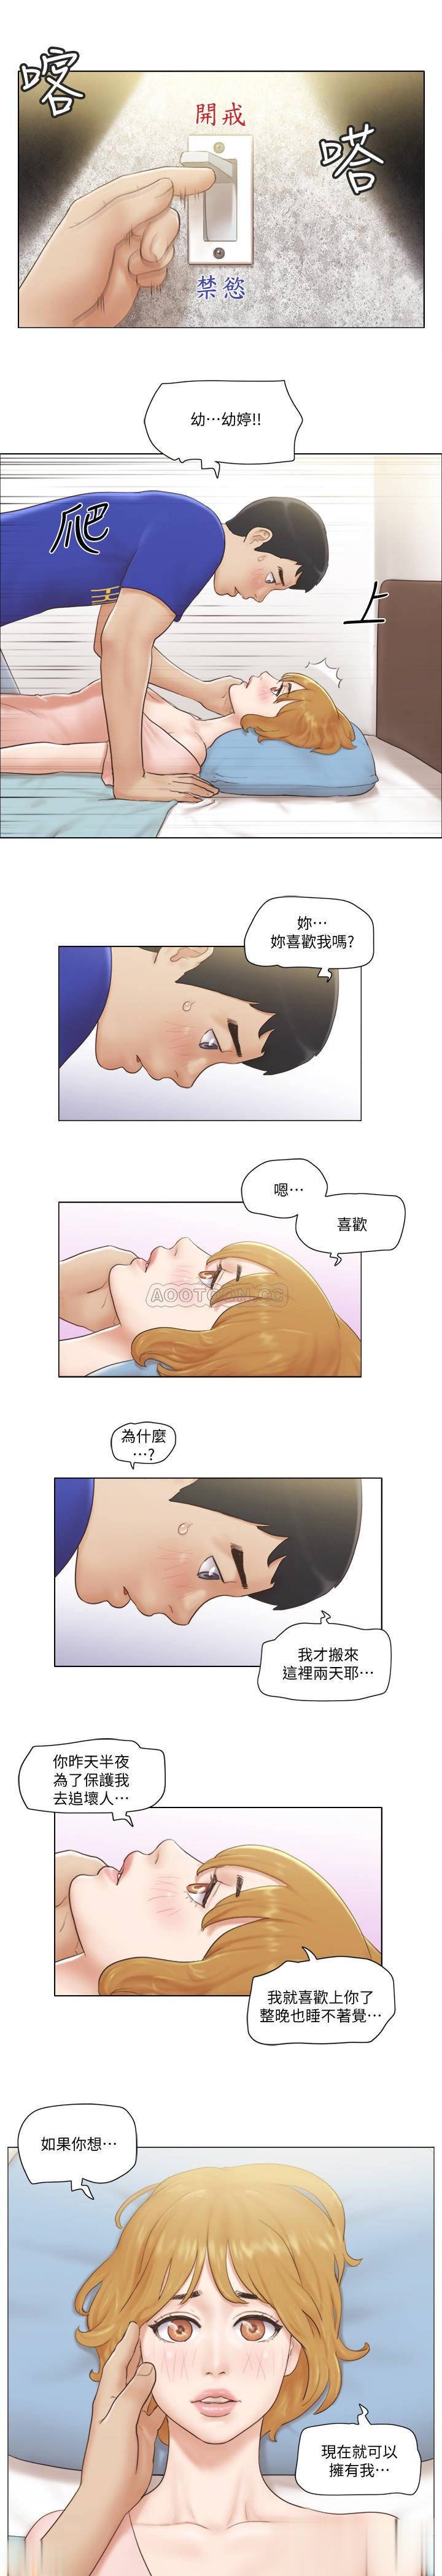 喀
開戒
嗒
禁慾
幼⋯幼婷!!
爬
上
妳⋯
妳喜歡我嗎?
嗯⋯
喜歡
AOOTOON.CC
為什麼
⋯?
我才搬來
這裡兩天耶⋯
你昨天半夜
為了保護我
去追壞人⋯
我就喜歡上你了
整晚也睡不著覺⋯
如果你想⋯
現在就可以
擁有我⋯